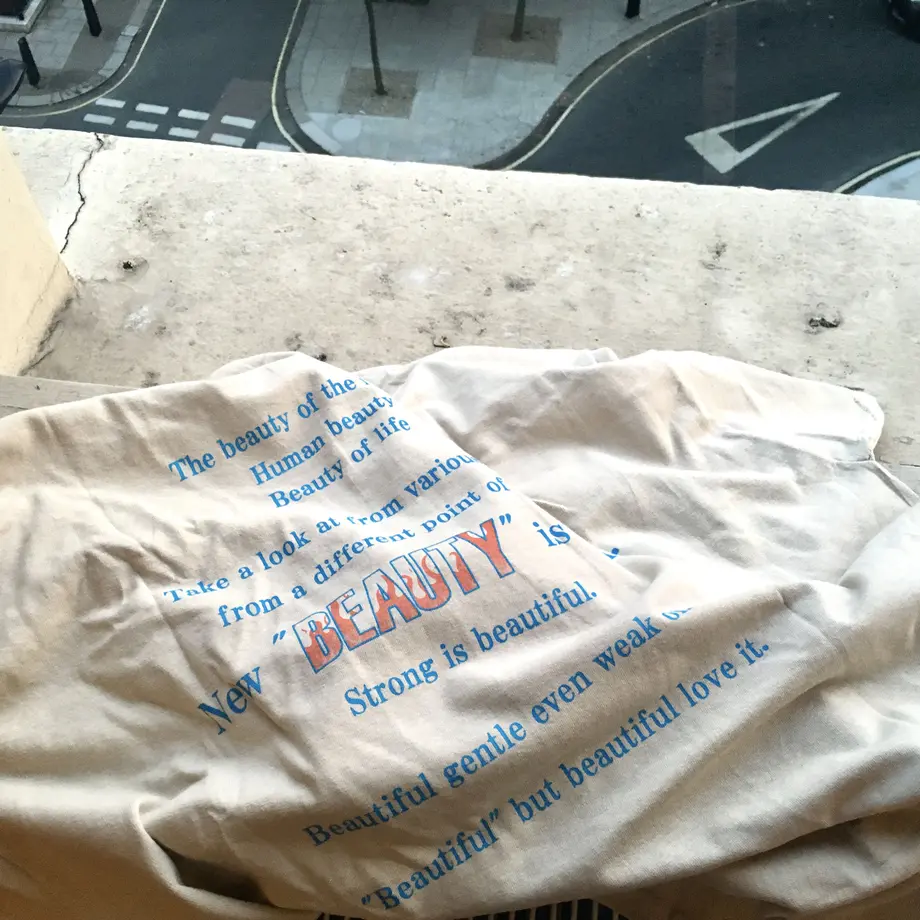 The beauty of the
Human beauty
Beauty of life
Take a look at from various
from a different point of
New "BEAUTY" is
Strong is beautiful.
Beautiful gentle even weak
"Beautiful" but beautiful love it.